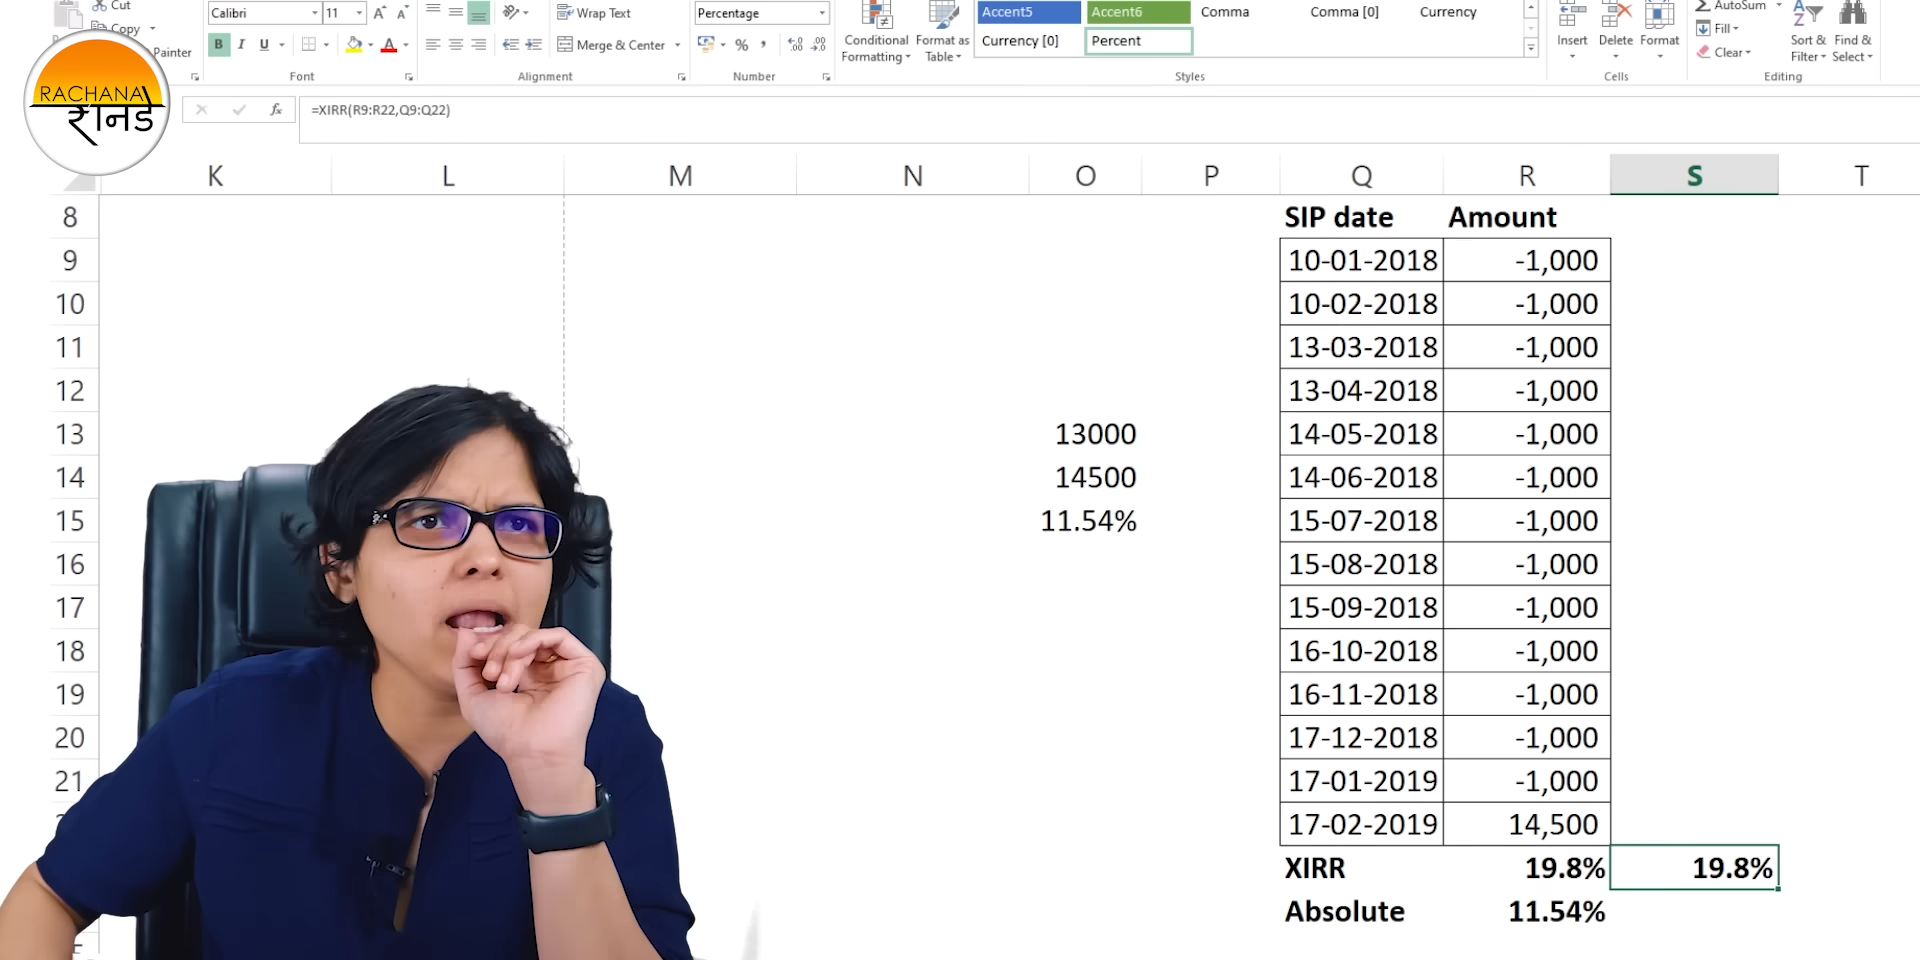 Cut
Copy
Painter
Calibri 11
B I U
Font
Wrap Text
Merge & Center
Alignment
Percentage
%
Number
Conditional Formatting
Format as Table
Accent5 Accent6 Comma Comma [0] Currency
Currency [0] Percent
Styles
Insert Delete Format
Cells
AutoSum
Fill
Clear
Sort & Filter
Find & Select
Editing
RACHANA
रानडे
fx =XIRR(R9:R22,Q9:Q22)
K L M N O P Q R S T
8 SIP date Amount
9 10-01-2018 -1,000
10 10-02-2018 -1,000
11 13-03-2018 -1,000
12 13-04-2018 -1,000
13 13000 14-05-2018 -1,000
14 14500 14-06-2018 -1,000
15 11.54% 15-07-2018 -1,000
16 15-08-2018 -1,000
17 15-09-2018 -1,000
18 16-10-2018 -1,000
19 16-11-2018 -1,000
20 17-12-2018 -1,000
21 17-01-2019 -1,000
17-02-2019 14,500
XIRR 19.8% 19.8%
Absolute 11.54%